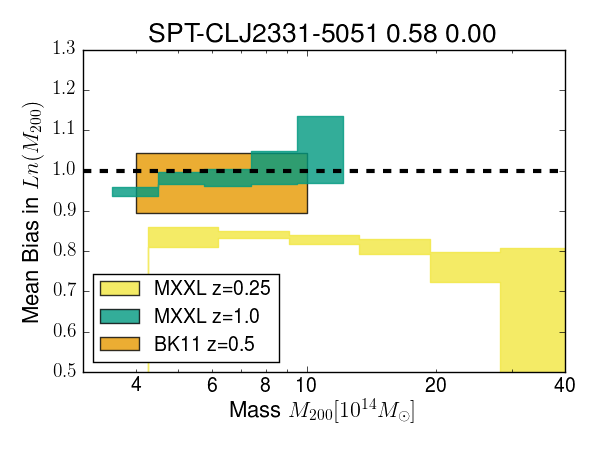 SPT-CLJ2331-5051 0.58 0.00
1.3
1.2
1.1
1.0
0.9
0.8
0.7
0.6
0.5
Mean Bias in Ln(M200)
MXXL z=0.25
MXXL z=1.0
BK11 z=0.5
4 6 8 10 20 40
Mass M200[10^14M⊙]